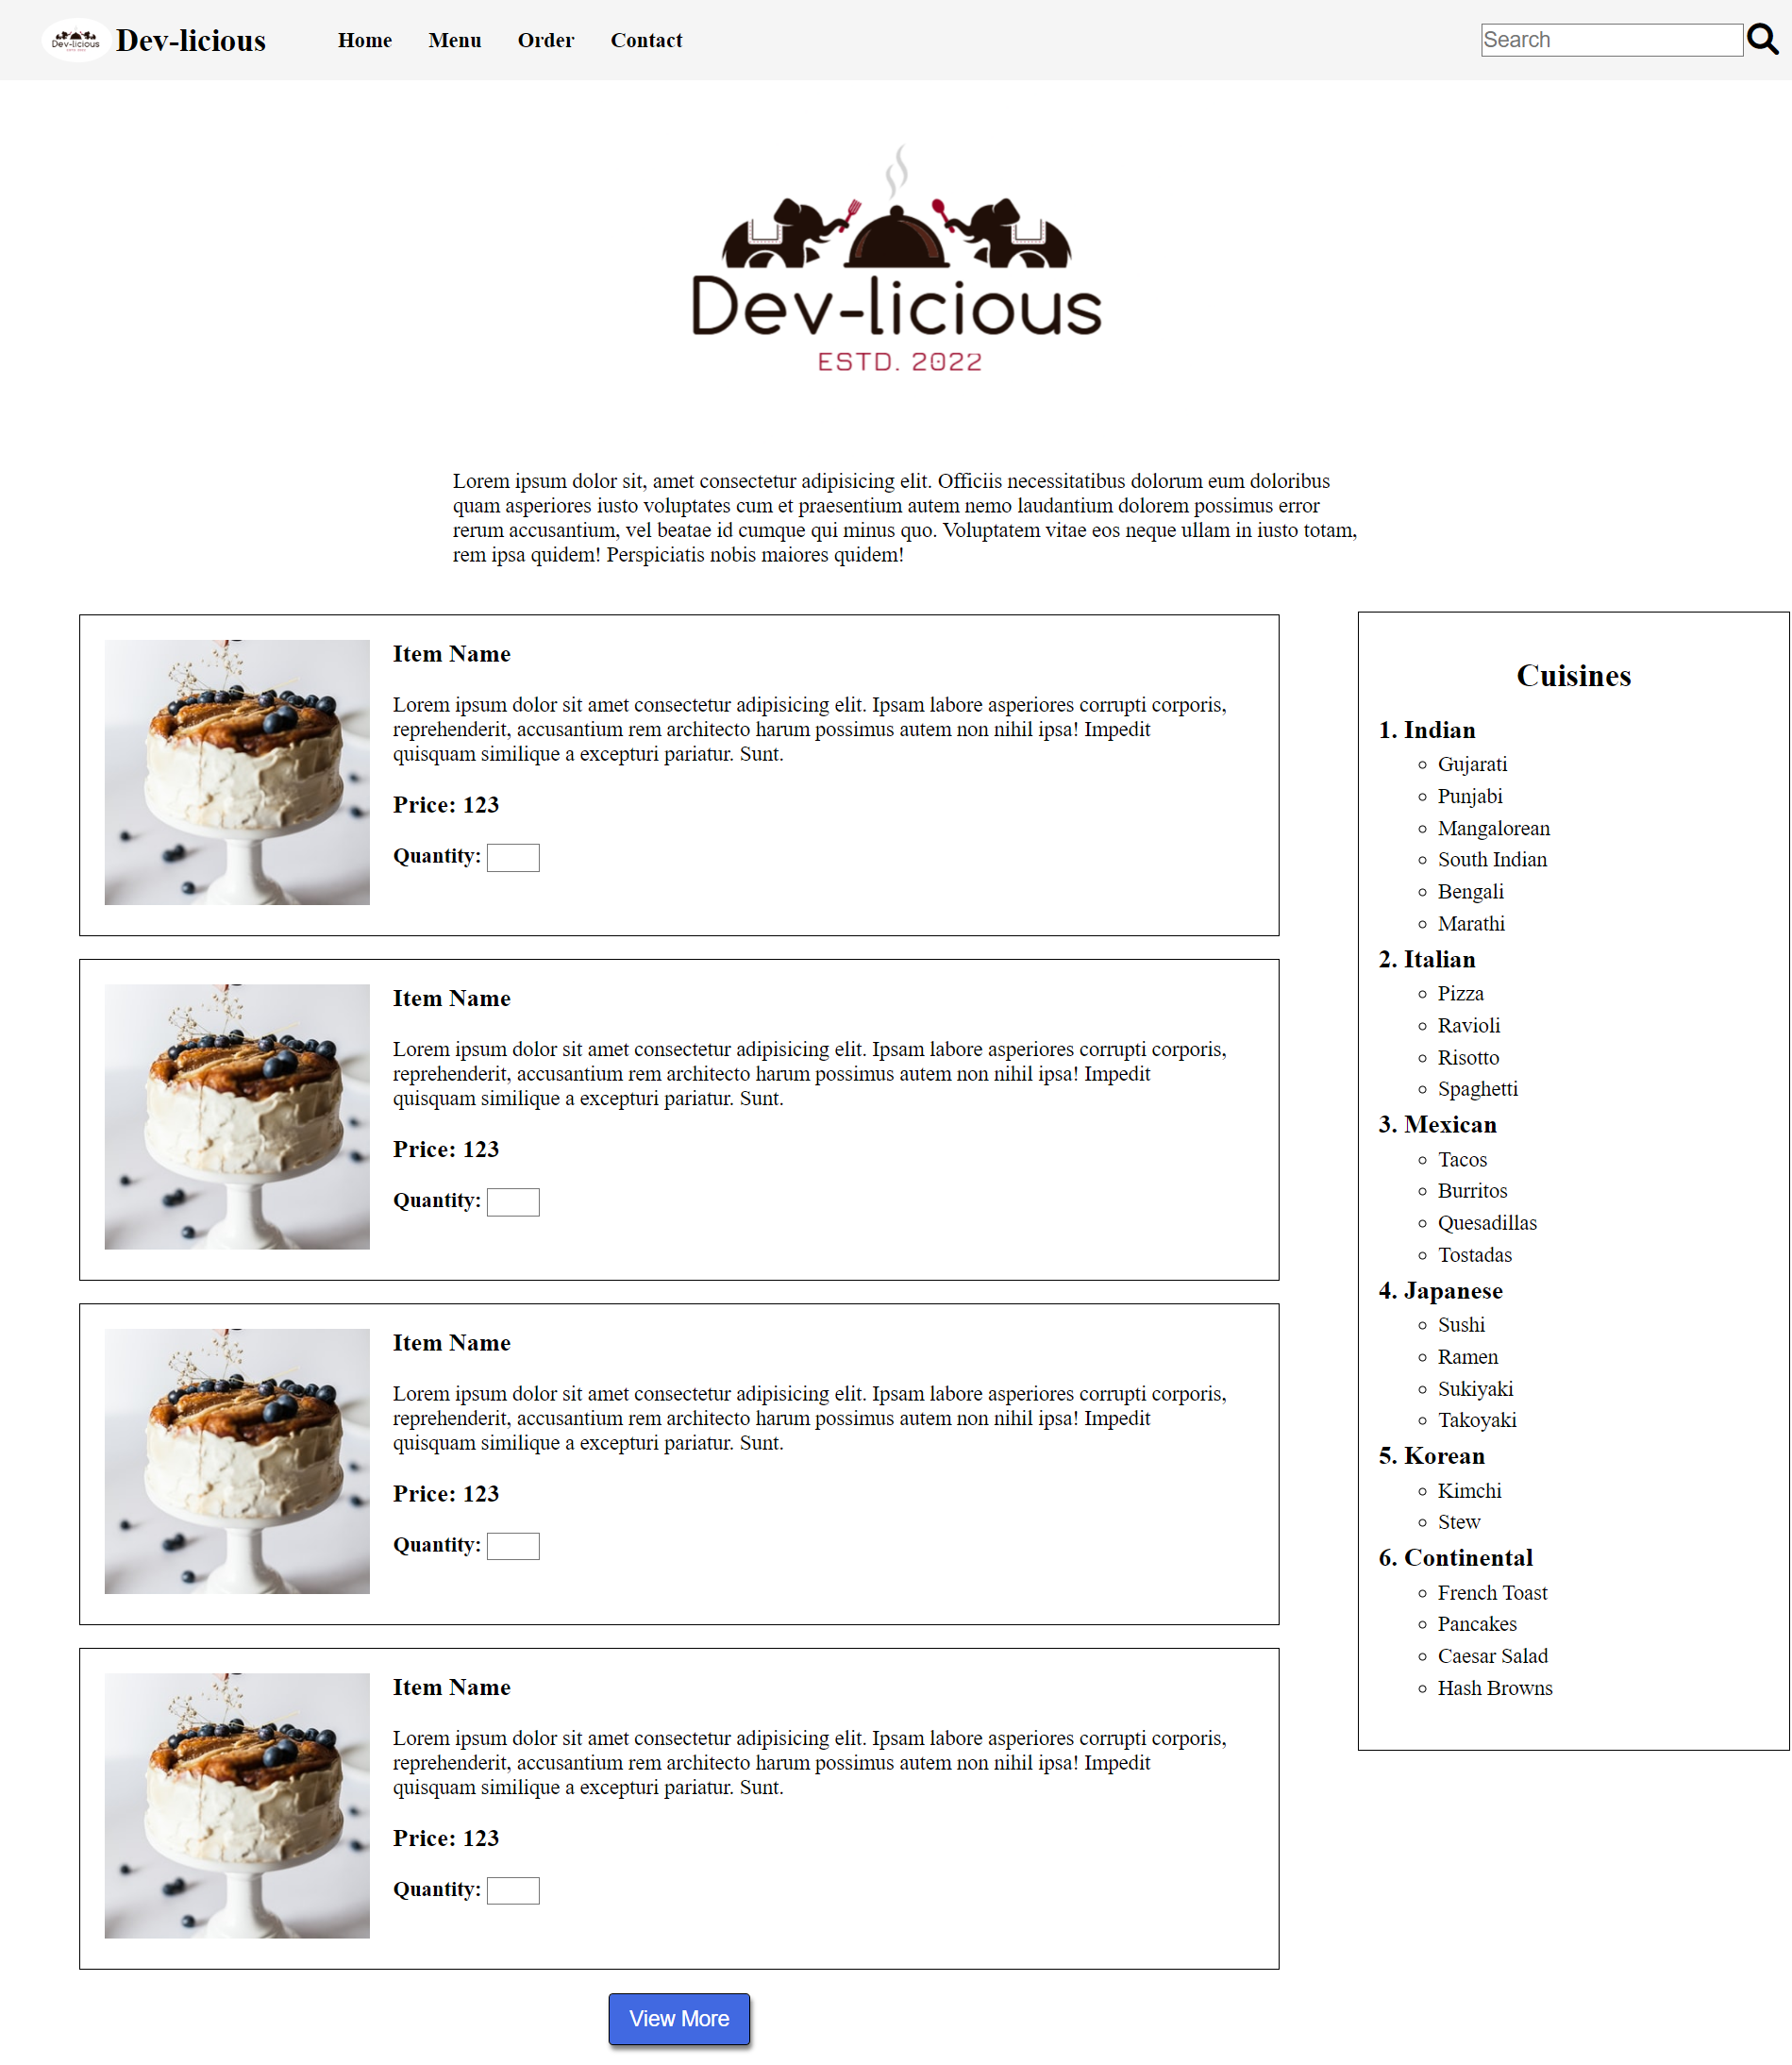 Dev-licious
Dev-licious
Home
Menu
Order
Contact
Search
Dev-licious
ESTD. 2022
Lorem ipsum dolor sit, amet consectetur adipisicing elit. Officiis necessitatibus dolorum eum doloribus
quam asperiores iusto voluptates cum et praesentium autem nemo laudantium dolorem possimus error
rerum accusantium, vel beatae id cumque qui minus quo. Voluptatem vitae eos neque ullam in iusto totam,
rem ipsa quidem! Perspiciatis nobis maiores quidem!
Item Name
Lorem ipsum dolor sit amet consectetur adipisicing elit. Ipsam labore asperiores corrupti corporis,
reprehenderit, accusantium rem architecto harum possimus autem non nihil ipsa! Impedit
quisquam similique a excepturi pariatur. Sunt.
Price: 123
Quantity:
Item Name
Lorem ipsum dolor sit amet consectetur adipisicing elit. Ipsam labore asperiores corrupti corporis,
reprehenderit, accusantium rem architecto harum possimus autem non nihil ipsa! Impedit
quisquam similique a excepturi pariatur. Sunt.
Price: 123
Quantity:
Item Name
Lorem ipsum dolor sit amet consectetur adipisicing elit. Ipsam labore asperiores corrupti corporis,
reprehenderit, accusantium rem architecto harum possimus autem non nihil ipsa! Impedit
quisquam similique a excepturi pariatur. Sunt.
Price: 123
Quantity:
Item Name
Lorem ipsum dolor sit amet consectetur adipisicing elit. Ipsam labore asperiores corrupti corporis,
reprehenderit, accusantium rem architecto harum possimus autem non nihil ipsa! Impedit
quisquam similique a excepturi pariatur. Sunt.
Price: 123
Quantity:
View More
Cuisines
1. Indian
Gujarati
Punjabi
Mangalorean
South Indian
Bengali
Marathi
2. Italian
Pizza
Ravioli
Risotto
Spaghetti
3. Mexican
Tacos
Burritos
Quesadillas
Tostadas
4. Japanese
Sushi
Ramen
Sukiyaki
Takoyaki
5. Korean
Kimchi
Stew
6. Continental
French Toast
Pancakes
Caesar Salad
Hash Browns